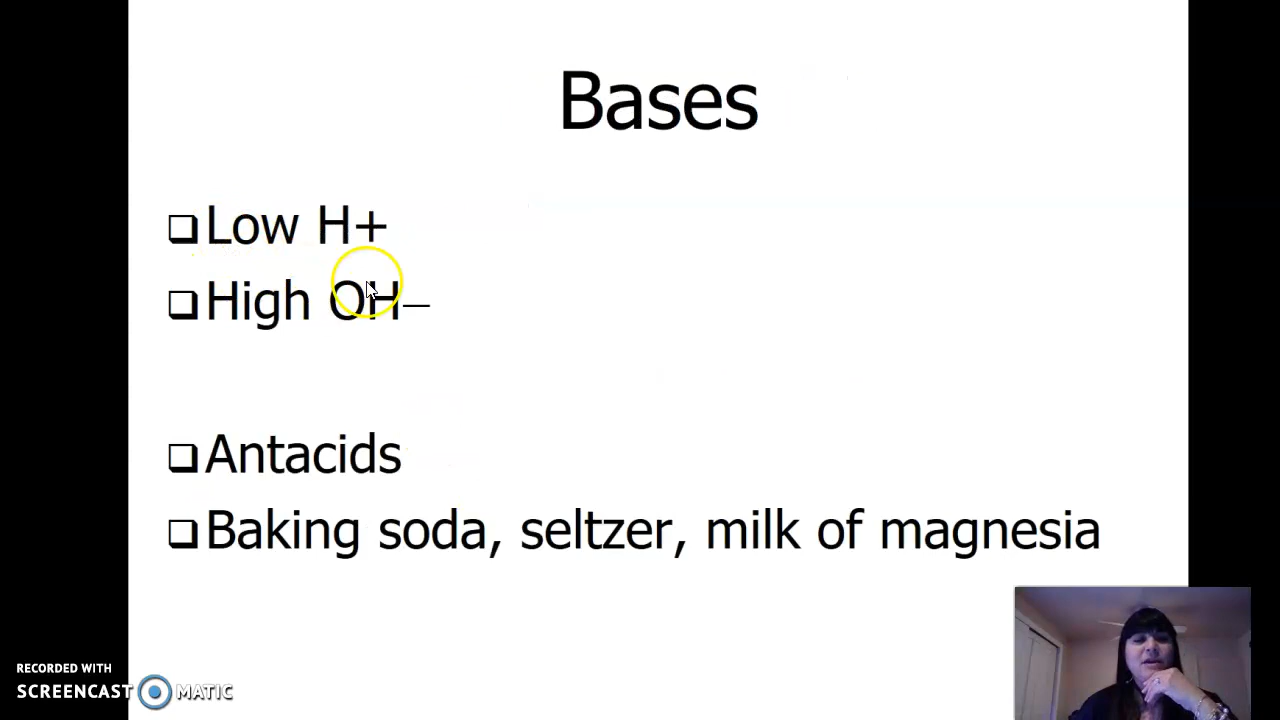 Bases
❑Low H+
❑High OH–
❑Antacids
❑Baking soda, seltzer, milk of magnesia
RECORDED WITH
SCREENCAST MATIC